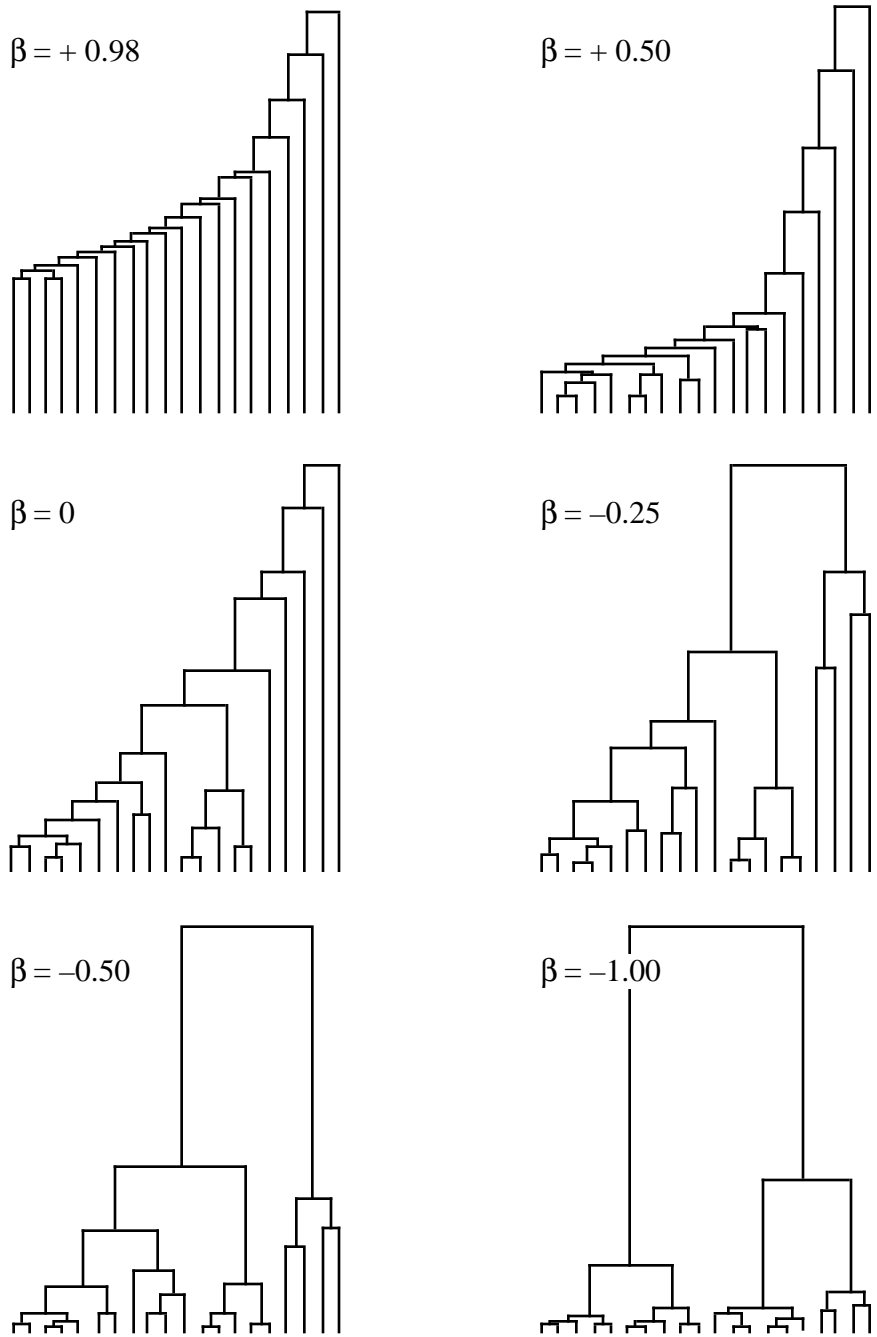 β = + 0.98
β = + 0.50
β = 0
β = –0.25
β = –0.50
β = –1.00